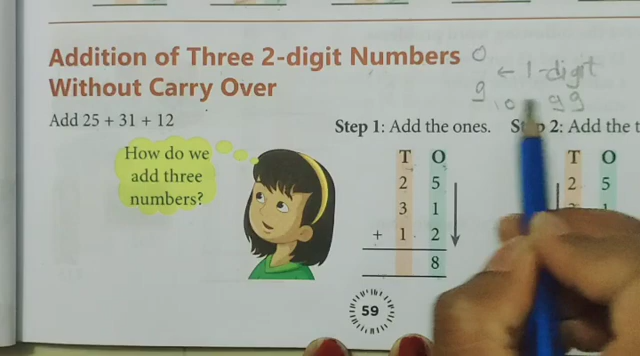 Addition of Three 2-digit Numbers
Without Carry Over
0
9 ← 1-digit
10 99
Add 25 + 31 + 12
How do we
add three
numbers?
Step 1: Add the ones.
T O
2 5
3 1
+ 1 2
8
Step 2: Add the t
T O
2 5
59